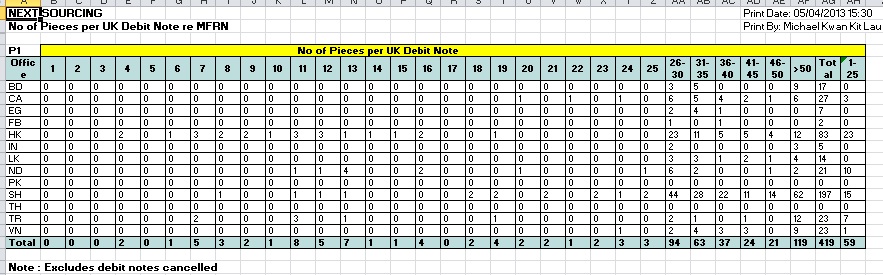 NEXT SOURCING
Print Date: 05/04/2013 15:30
No of Pieces per UK Debit Note re MFRN
Print By: Michael Kwan Kit Lau
P1 No of Pieces per UK Debit Note
Office 1 2 3 4 5 6 7 8 9 10 11 12 13 14 15 16 17 18 19 20 21 22 23 24 25 26-30 31-35 36-40 41-45 46-50 >50 Total 1-25
BD 0 0 0 0 0 0 0 0 0 0 0 0 0 0 0 0 0 0 0 0 0 0 0 0 0 3 5 0 0 0 9 17 0
CA 0 0 0 0 0 0 0 0 0 0 0 0 0 0 0 0 0 0 0 1 0 1 0 1 0 6 5 4 2 1 6 27 3
EG 0 0 0 0 0 0 0 0 0 0 0 0 0 0 0 0 0 0 0 0 0 0 0 0 0 2 4 1 0 0 0 7 0
FB 0 0 0 0 0 0 0 0 0 0 0 0 0 0 0 0 0 0 0 0 0 0 0 0 0 1 0 1 0 0 0 2 0
HK 0 0 0 2 0 1 3 2 2 1 3 3 1 1 1 2 0 0 1 0 0 0 0 0 0 23 11 5 5 4 12 83 23
IN 0 0 0 0 0 0 0 0 0 0 0 0 0 0 0 0 0 0 0 0 0 0 0 0 0 2 0 0 0 0 3 5 0
LK 0 0 0 0 0 0 0 0 0 0 0 0 0 0 0 0 0 0 0 0 0 0 0 0 0 3 3 1 2 1 4 14 0
ND 0 0 0 0 0 0 0 0 0 0 1 1 4 0 0 2 0 0 0 1 0 0 0 0 1 6 2 0 0 1 2 21 10
PK 0 0 0 0 0 0 0 0 0 0 0 0 0 0 0 0 0 0 0 0 0 0 0 0 0 0 0 0 0 0 0 0 0
SH 0 0 0 0 0 0 0 1 0 0 1 1 1 0 0 0 0 2 2 0 2 0 2 1 2 44 28 22 11 14 62 197 15
TH 0 0 0 0 0 0 0 0 0 0 0 0 0 0 0 0 0 0 0 0 0 0 0 0 0 0 0 0 0 0 0 0 0
TR 0 0 0 0 0 0 2 0 0 0 3 0 1 0 0 0 0 0 1 0 0 0 0 0 0 2 1 0 1 0 12 23 7
VN 0 0 0 0 0 0 0 0 0 0 0 0 0 0 0 0 0 0 0 0 0 0 0 1 0 2 4 3 4 0 9 23 1
Total 0 0 0 2 0 1 5 3 2 1 8 5 7 1 1 4 0 2 4 2 2 1 2 3 3 94 63 37 24 21 119 419 59
Note : Excludes debit notes cancelled